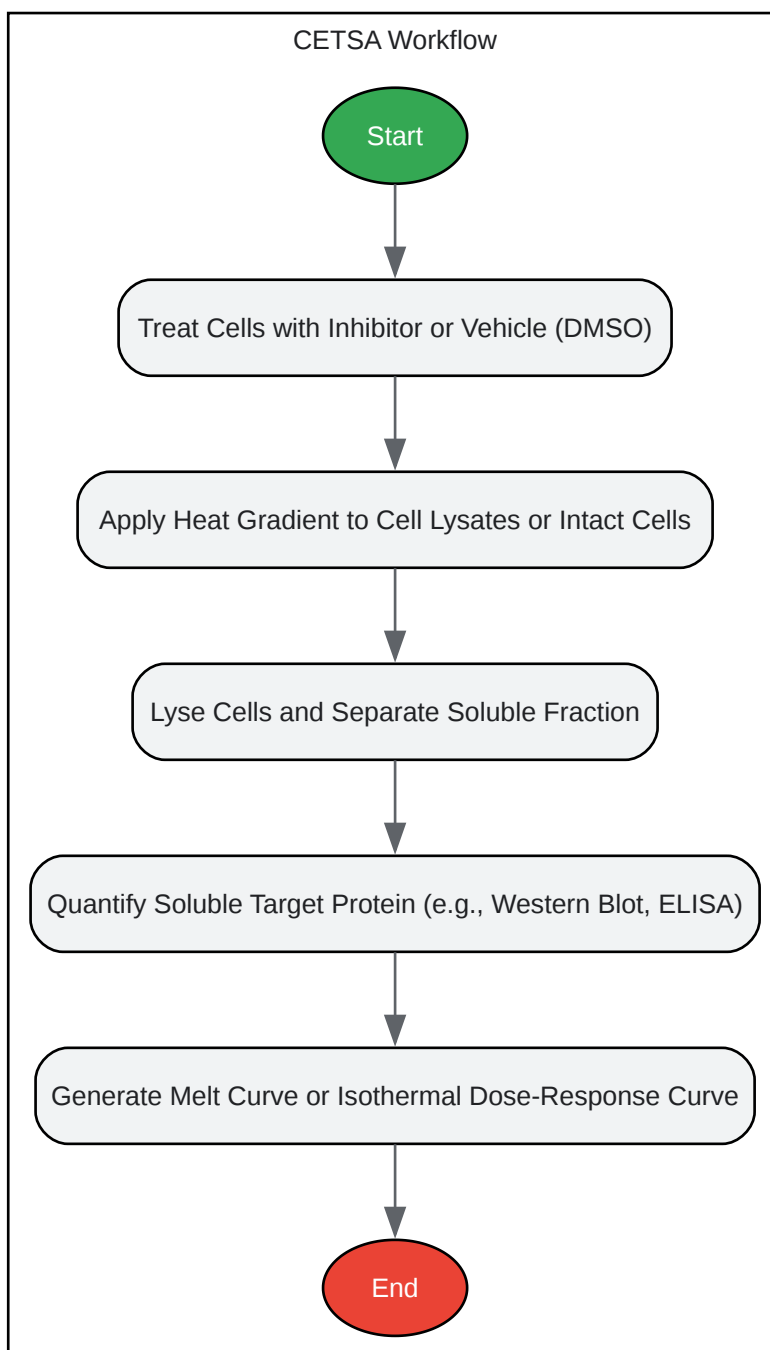 CETSA Workflow
Start
Treat Cells with Inhibitor or Vehicle (DMSO)
Apply Heat Gradient to Cell Lysates or Intact Cells
Lyse Cells and Separate Soluble Fraction
Quantify Soluble Target Protein (e.g., Western Blot, ELISA)
Generate Melt Curve or Isothermal Dose-Response Curve
End